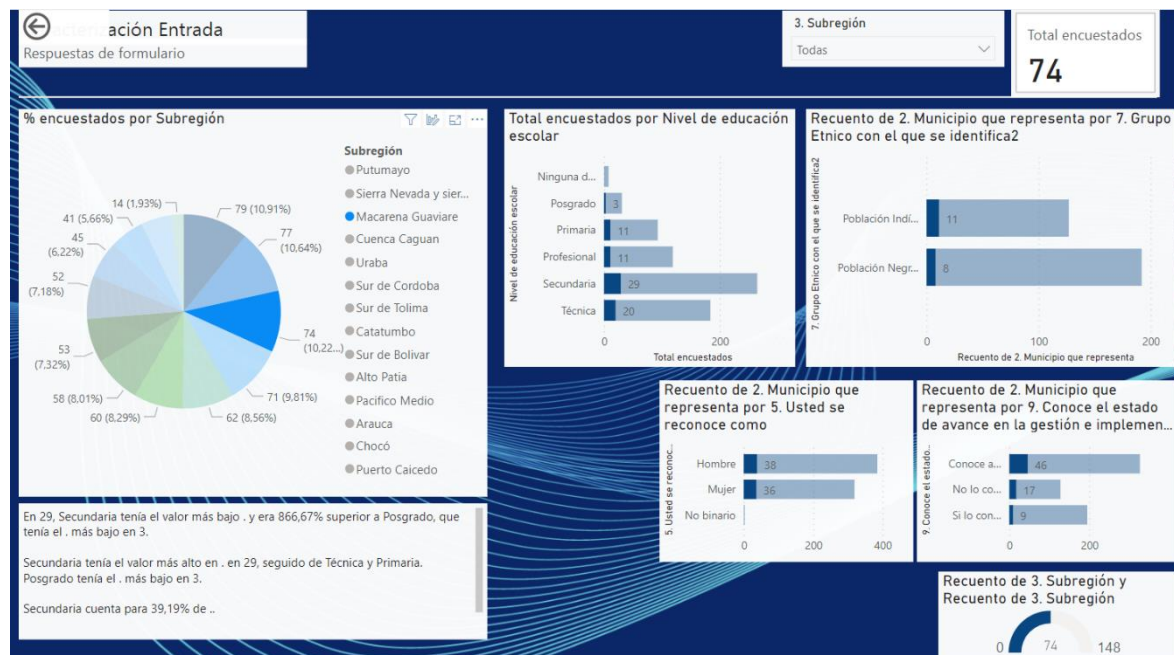 ación Entrada
Respuestas de formulario
3. Subregión
Todas
Total encuestados
74
% encuestados por Subregión
14 (1,93%)
41 (5,66%)
45
(6,22%)
52
(7,18%)
53
(7,32%)
58 (8,01%)
60 (8,29%)
62 (8,56%)
71 (9,81%)
74
(10,22...)
77
(10,64%)
79 (10,91%)
Subregión
Putumayo
Sierra Nevada y sier...
Macarena Guaviare
Cuenca Caguan
Uraba
Sur de Cordoba
Sur de Tolima
Catatumbo
Sur de Bolivar
Alto Patia
Pacifico Medio
Arauca
Chocó
Puerto Caicedo
Total encuestados por Nivel de educación
escolar
Nivel de educación escolar
Ninguna d...
Posgrado
3
Primaria
11
Profesional
11
Secundaria
29
Técnica
20
0
200
Total encuestados
Recuento de 2. Municipio que representa por 7. Grupo
Etnico con el que se identifica2
7. Grupo Etnico con el que se identifica2
Población Indí...
11
Población Negr...
8
0
100
200
Recuento de 2. Municipio que representa
Recuento de 2. Municipio que
representa por 5. Usted se
reconoce como
5. Usted se reconoc...
Hombre
38
Mujer
36
No binario
0
200
400
Recuento de 2. Municipio que
representa por 9. Conoce el estado
de avance en la gestión e implemen...
9. Conoce el estado...
Conoce a...
46
No lo co...
17
Si lo con...
9
0
200
En 29, Secundaria tenía el valor más bajo . y era 866,67% superior a Posgrado, que
tenía el . más bajo en 3.
Secundaria tenía el valor más alto en . en 29, seguido de Técnica y Primaria.
Posgrado tenía el . más bajo en 3.
Secundaria cuenta para 39,19% de ..
Recuento de 3. Subregión y
Recuento de 3. Subregión
0
74
148